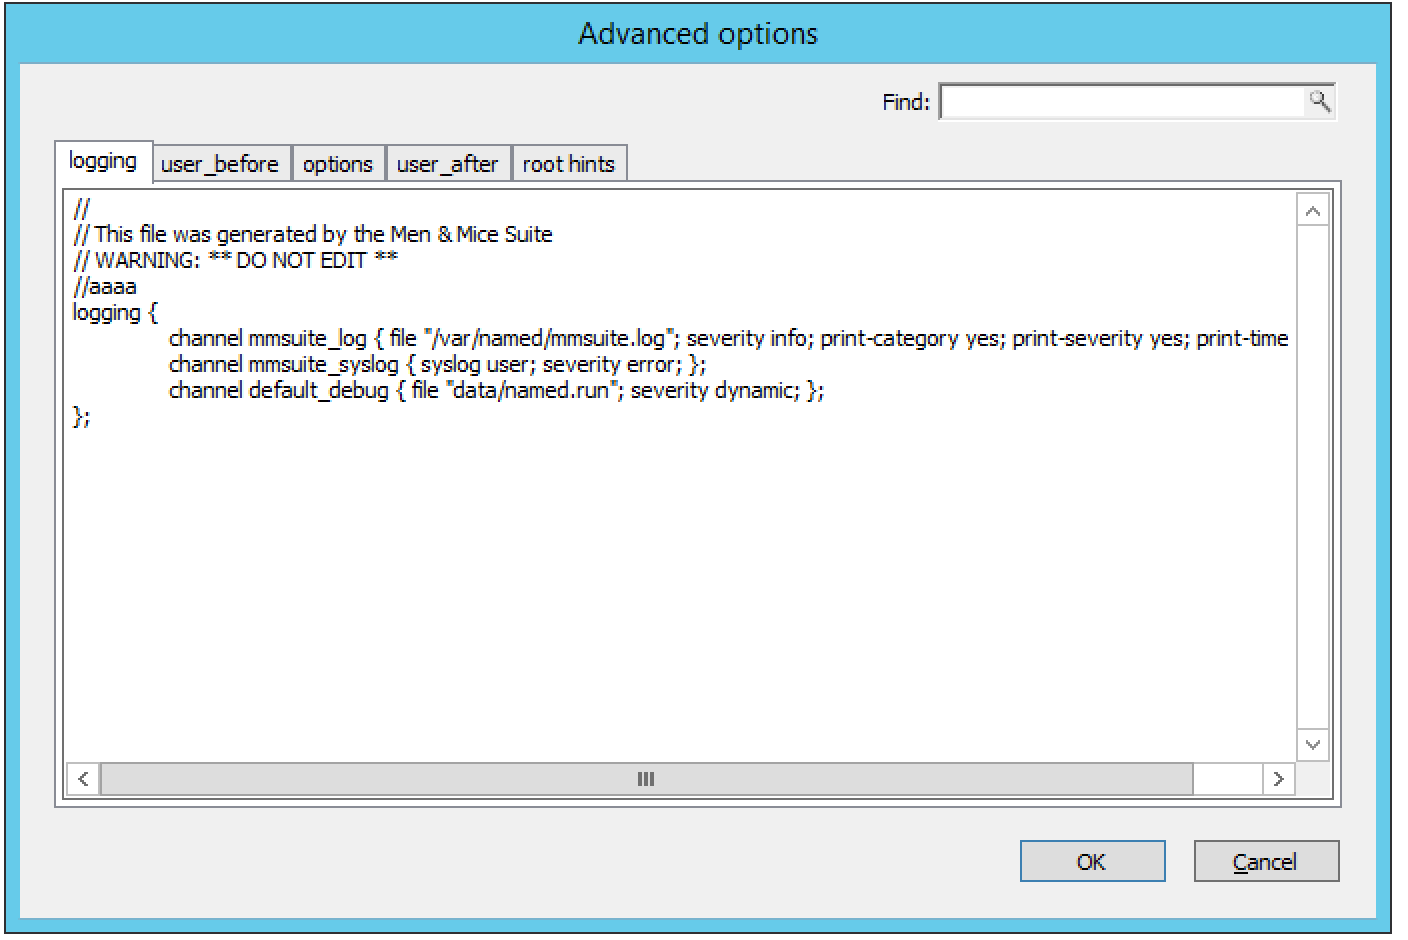 Advanced options
Find:
logging user_before options user_after root hints
//
// This file was generated by the Men & Mice Suite
// WARNING: ** DO NOT EDIT **
//aaaa
logging {
channel mmsuite_log { file "/var/named/mmsuite.log"; severity info; print-category yes; print-severity yes; print-time
channel mmsuite_syslog { syslog user; severity error; };
channel default_debug { file "data/named.run"; severity dynamic; };
};
OK Cancel